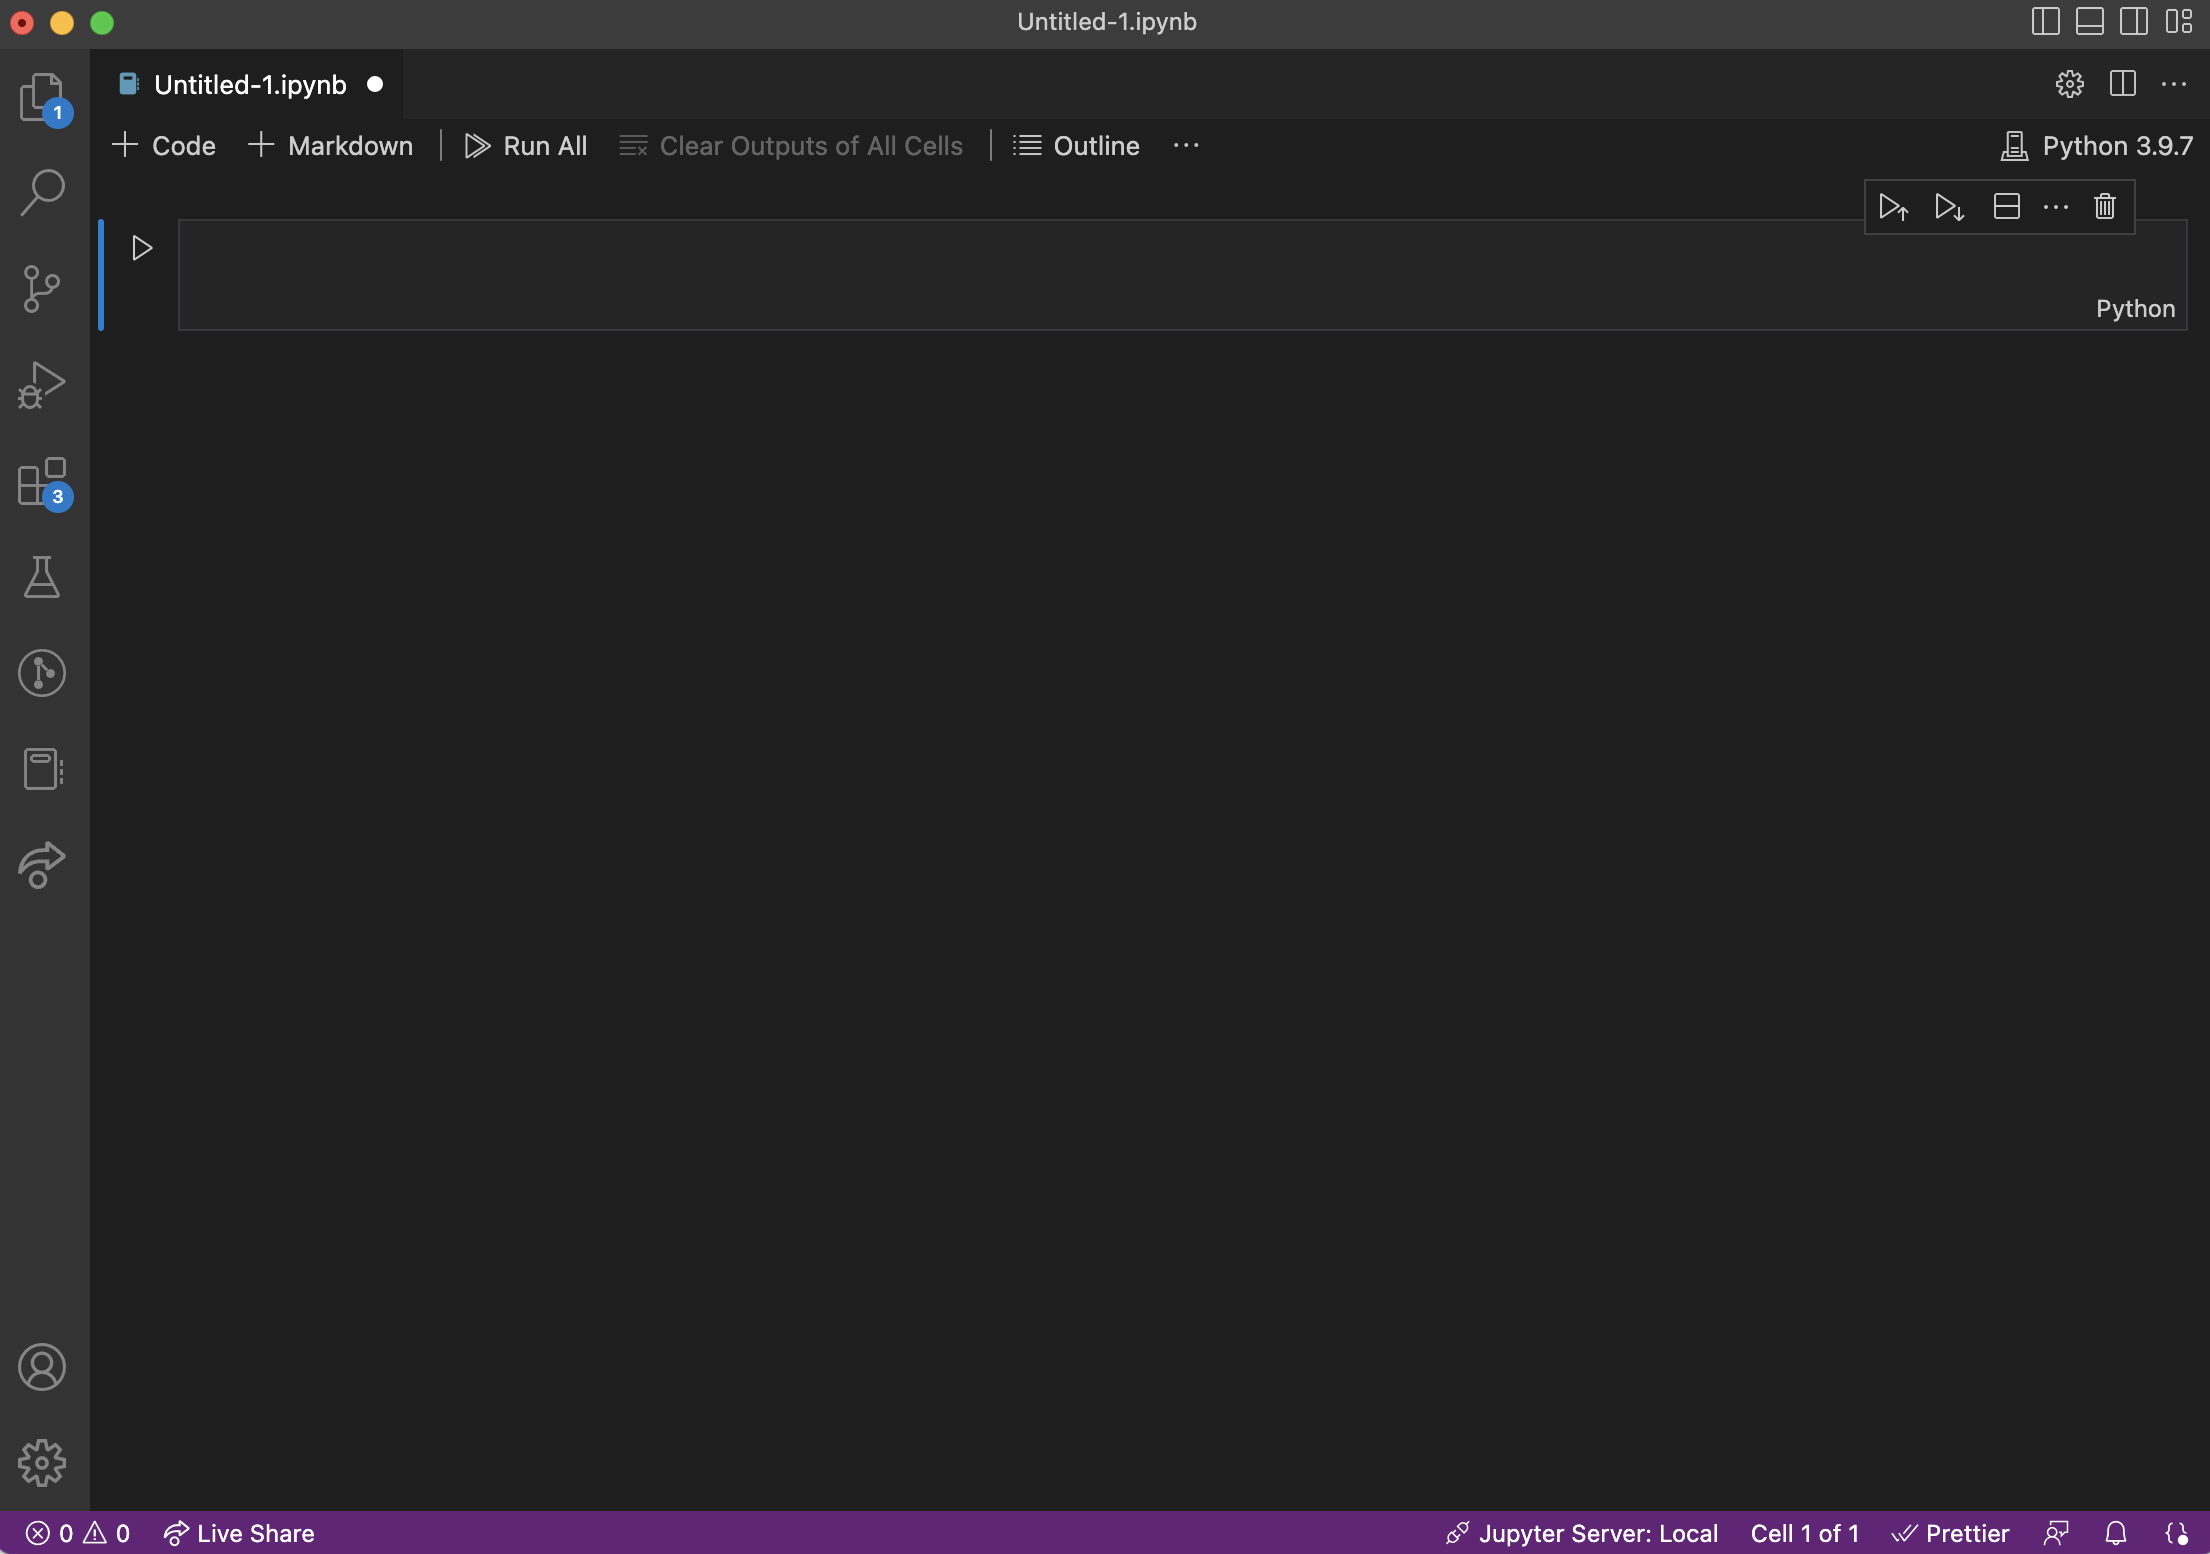 Untitled-1.ipynb
1
Untitled-1.ipynb
Code Markdown Run All Clear Outputs of All Cells Outline Python 3.9.7
Python
3
0 0 Live Share Jupyter Server: Local Cell 1 of 1 Prettier